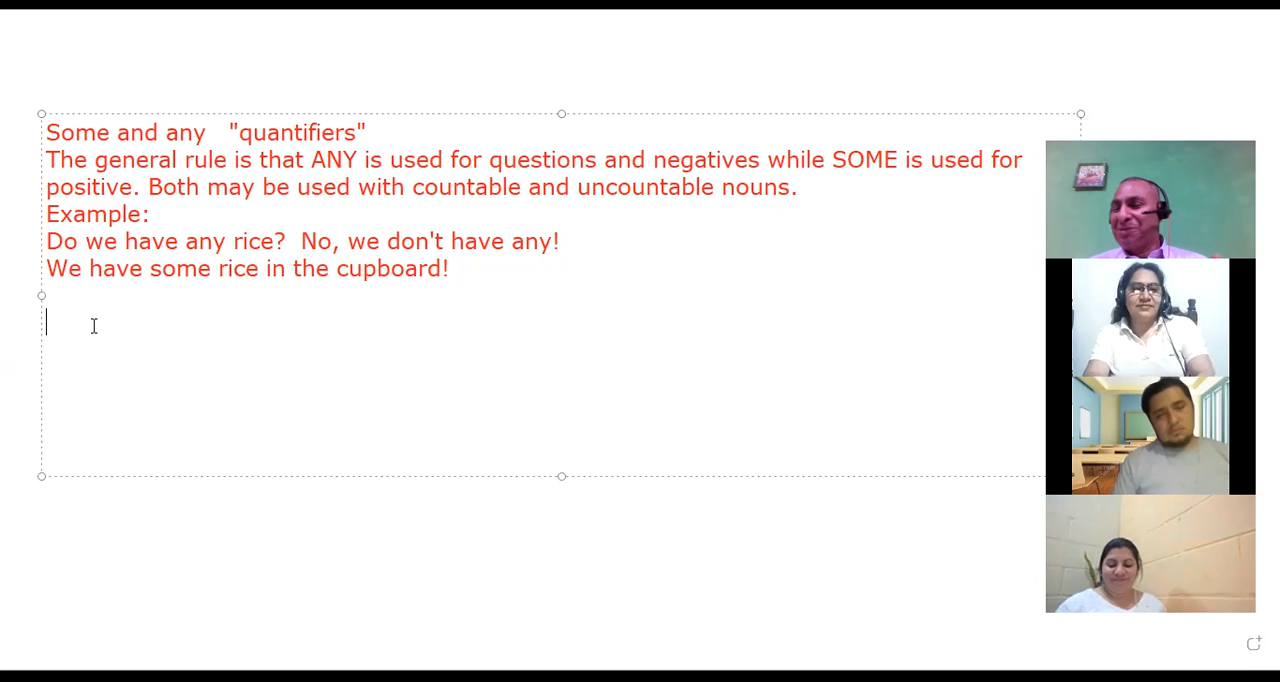 Some and any "quantifiers"
The general rule is that ANY is used for questions and negatives while SOME is used for
positive. Both may be used with countable and uncountable nouns.
Example:
Do we have any rice? No, we don't have any!
We have some rice in the cupboard!